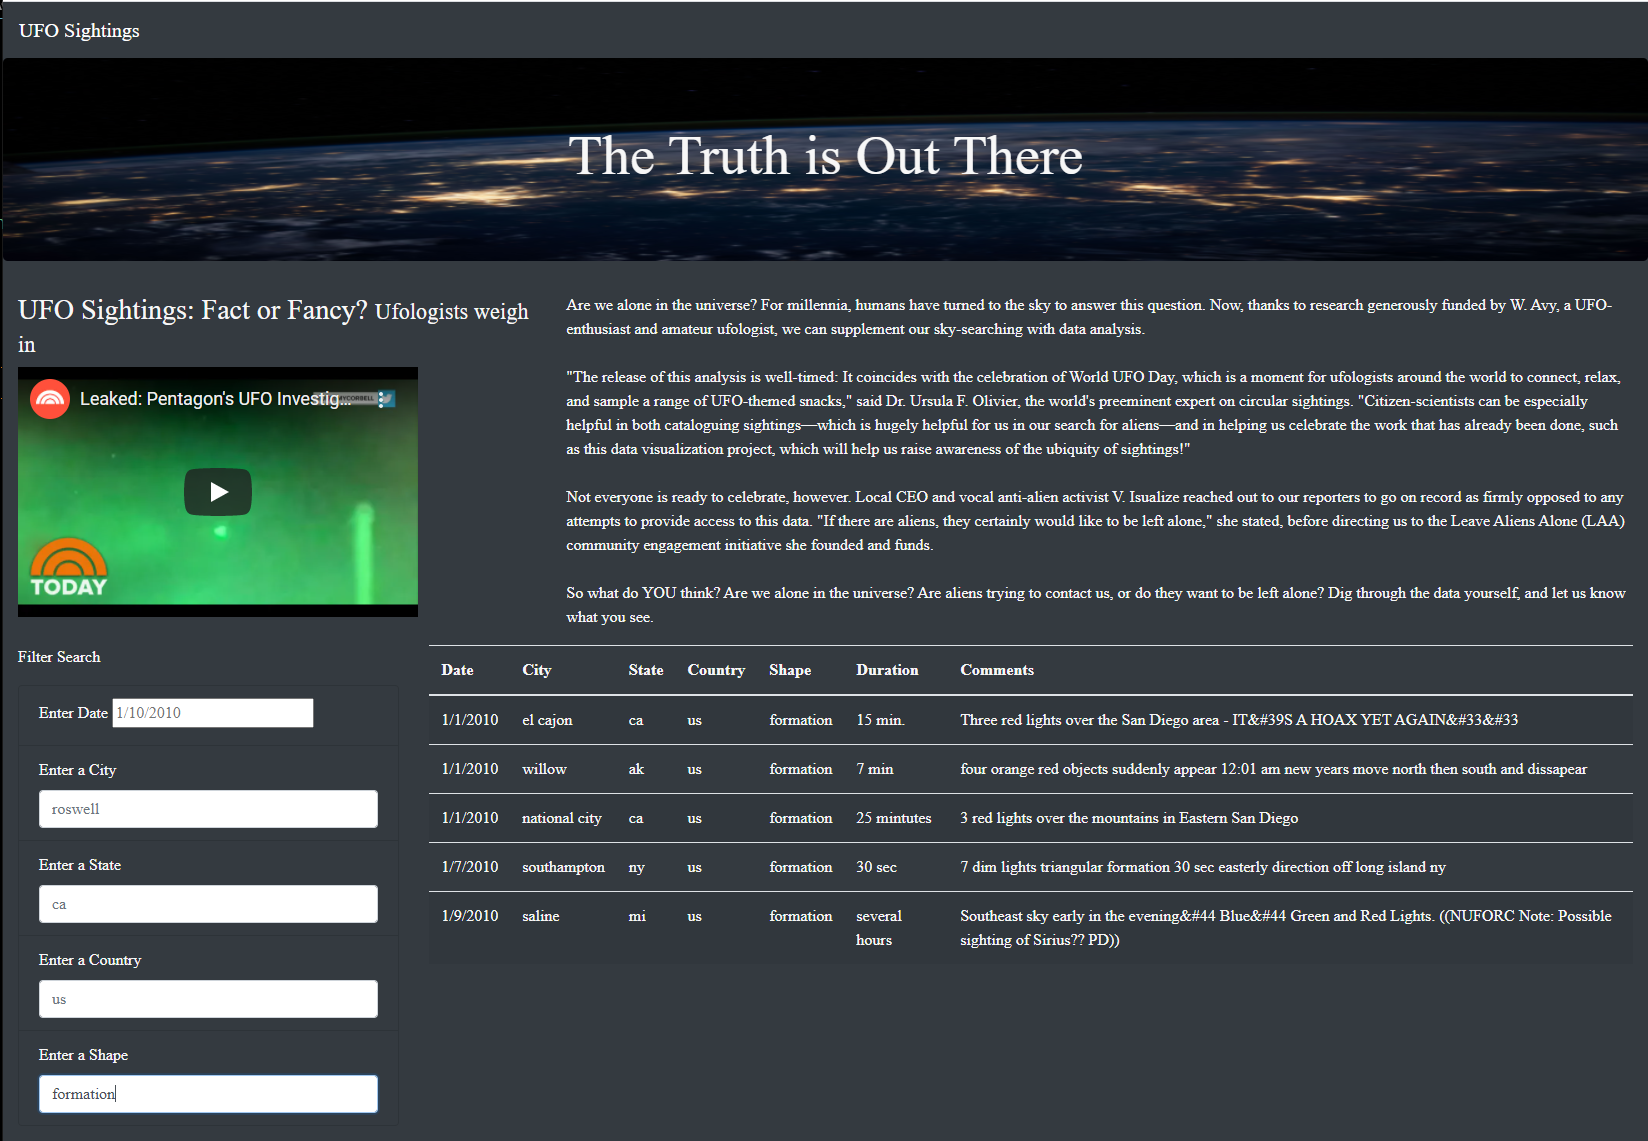 UFO Sightings
The Truth is Out There
UFO Sightings: Fact or Fancy? Ufologists weigh
in
Leaked: Pentagon's UFO Investig...
TODAY
Are we alone in the universe? For millennia, humans have turned to the sky to answer this question. Now, thanks to research generously funded by W. Avy, a UFO-
enthusiast and amateur ufologist, we can supplement our sky-searching with data analysis.
"The release of this analysis is well-timed: It coincides with the celebration of World UFO Day, which is a moment for ufologists around the world to connect, relax,
and sample a range of UFO-themed snacks," said Dr. Ursula F. Olivier, the world's preeminent expert on circular sightings. "Citizen-scientists can be especially
helpful in both cataloguing sightings—which is hugely helpful for us in our search for aliens—and in helping us celebrate the work that has already been done, such
as this data visualization project, which will help us raise awareness of the ubiquity of sightings!"
Not everyone is ready to celebrate, however. Local CEO and vocal anti-alien activist V. Isualize reached out to our reporters to go on record as firmly opposed to any
attempts to provide access to this data. "If there are aliens, they certainly would like to be left alone," she stated, before directing us to the Leave Aliens Alone (LAA)
community engagement initiative she founded and funds.
So what do YOU think? Are we alone in the universe? Are aliens trying to contact us, or do they want to be left alone? Dig through the data yourself, and let us know
what you see.
Filter Search
Enter Date 1/10/2010
Enter a City
roswell
Enter a State
ca
Enter a Country
us
Enter a Shape
formation
Date City State Country Shape Duration Comments
1/1/2010 el cajon ca us formation 15 min. Three red lights over the San Diego area - IT&#39S A HOAX YET AGAIN&#33&#33
1/1/2010 willow ak us formation 7 min four orange red objects suddenly appear 12:01 am new years move north then south and dissapear
1/1/2010 national city ca us formation 25 mintutes 3 red lights over the mountains in Eastern San Diego
1/7/2010 southampton ny us formation 30 sec 7 dim lights triangular formation 30 sec easterly direction off long island ny
1/9/2010 saline mi us formation several Southeast sky early in the evening&#44 Blue&#44 Green and Red Lights. ((NUFORC Note: Possible
hours sighting of Sirius?? PD))